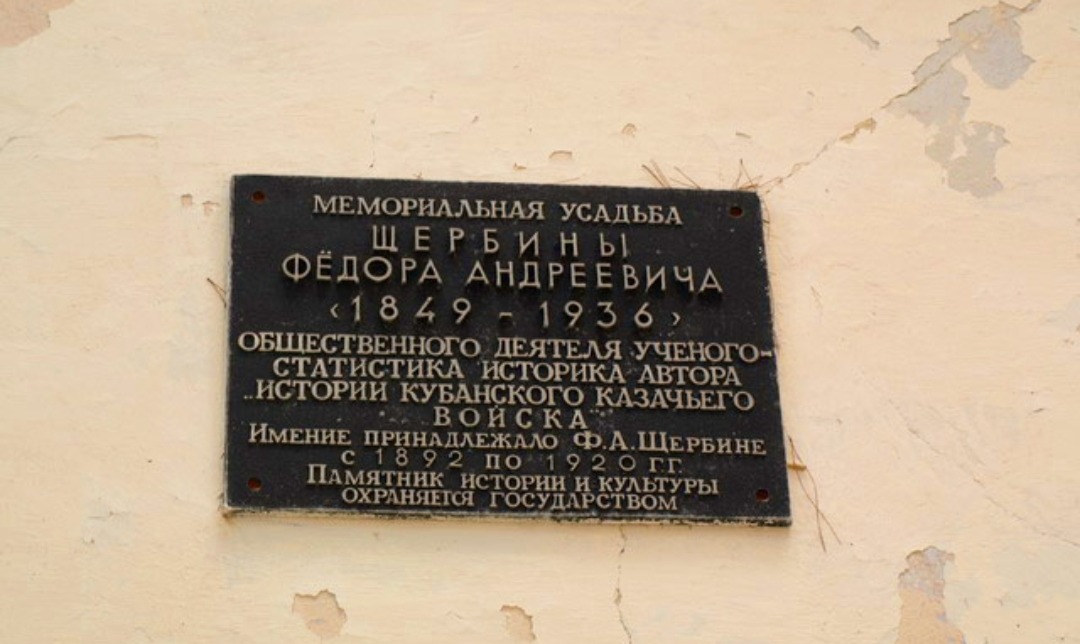 МЕМОРИАЛЬНАЯ УСАДЬБА
ЩЕРБИНЫ
ФЁДОРА АНДРЕЕВИЧА
‹1849 - 1936›
ОБЩЕСТВЕННОГО ДЕЯТЕЛЯ УЧЕНОГО-
СТАТИСТИКА ИСТОРИКА АВТОРА
„ИСТОРИИ КУБАНСКОГО КАЗАЧЬЕГО
ВОЙСКА
ИМЕНИЕ ПРИНАДЛЕЖАЛО Ф.А.ЩЕРБИНЕ
С 1892 ПО 1920 Г.Г.
ПАМЯТНИК ИСТОРИИ И КУЛЬТУРЫ
ОХРАНЯЕТСЯ ГОСУДАРСТВОМ